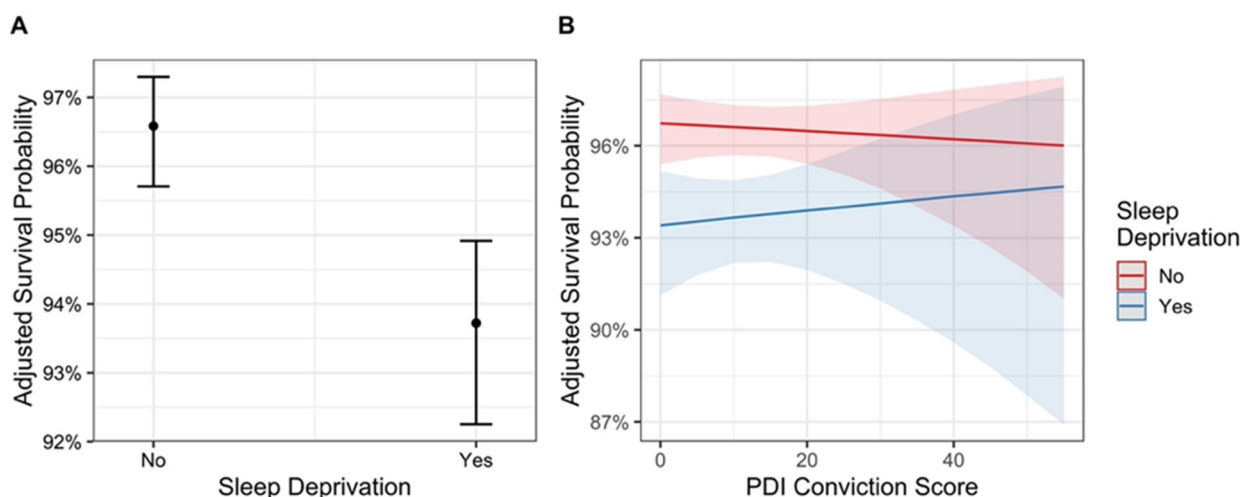 A
Adjusted Survival Probability
97%
96%
95%
94%
93%
92%
No
Yes
Sleep Deprivation
B
Adjusted Survival Probability
96%
93%
90%
87%
0
20
40
PDI Conviction Score
Sleep
Deprivation
No
Yes